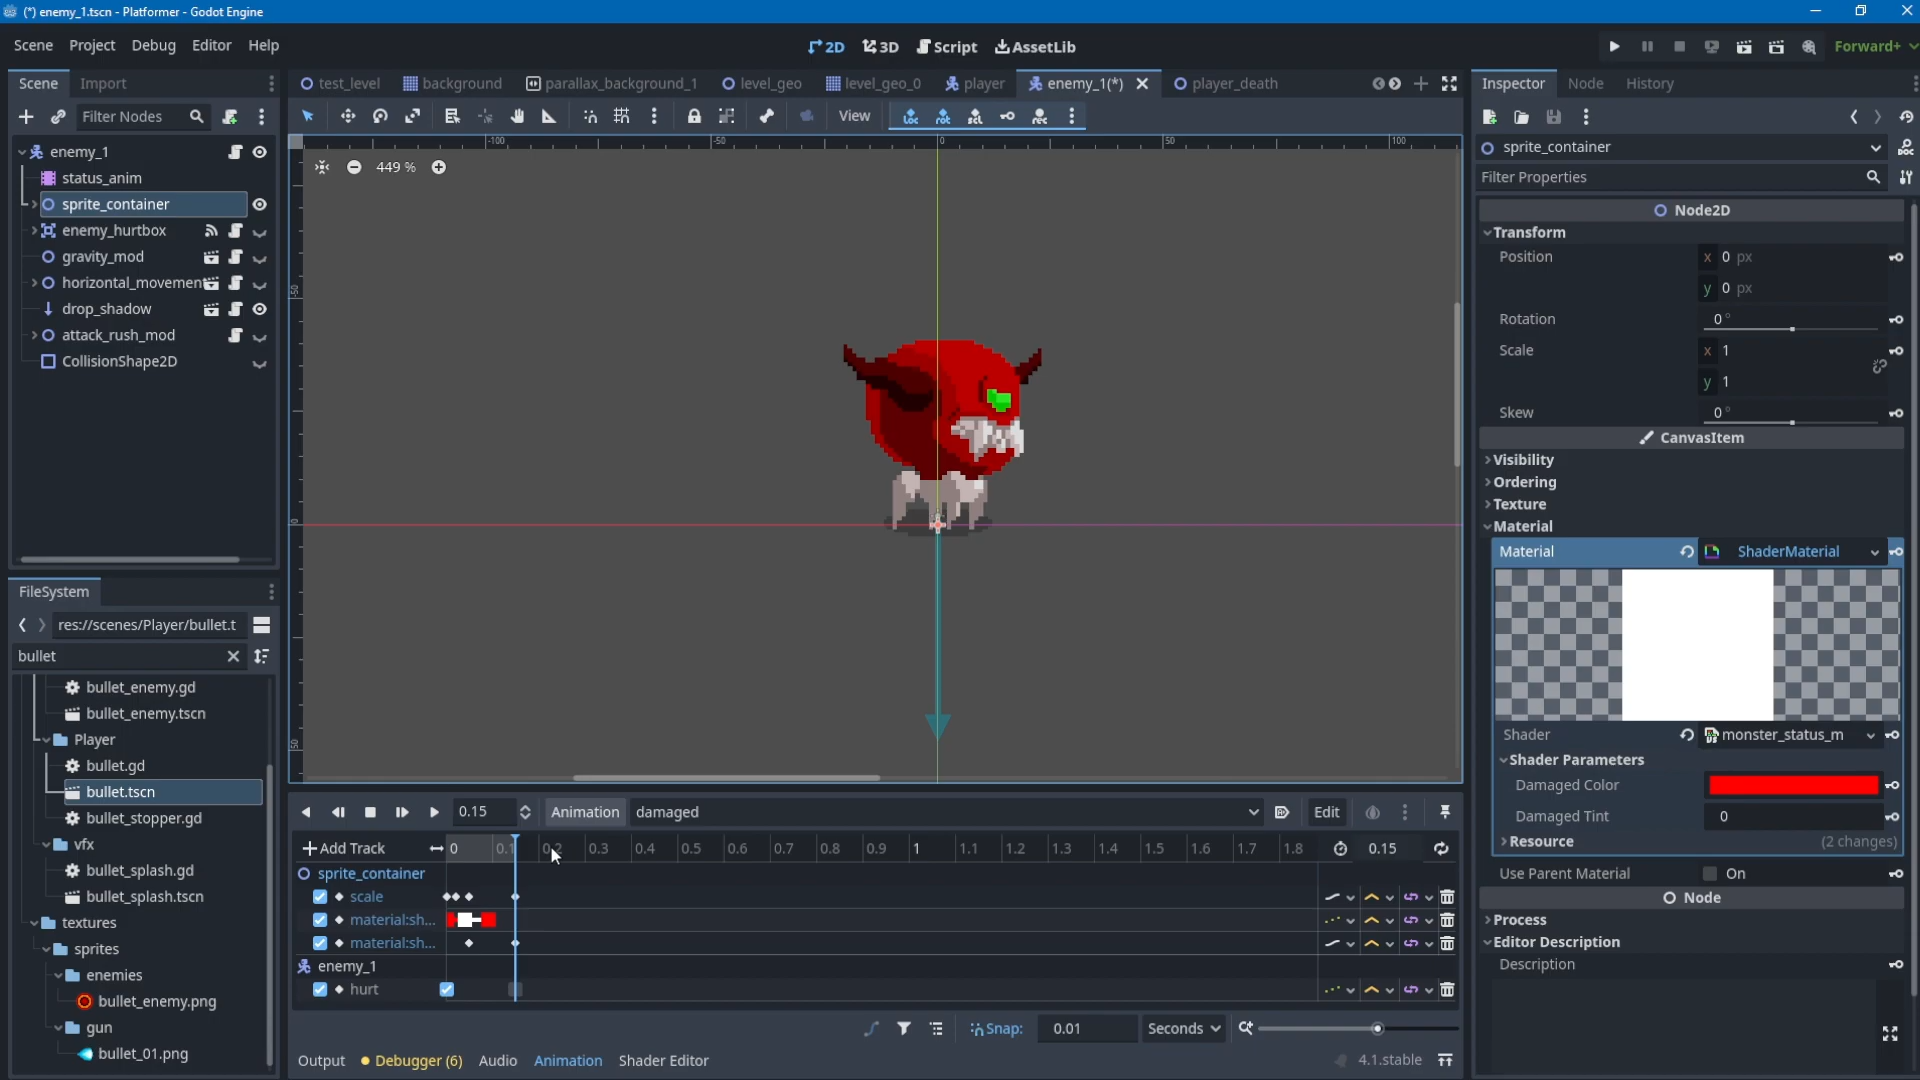 (*) enemy_1.tscn - Platformer - Godot Engine
Scene Project Debug Editor Help
2D 3D Script AssetLib
Forward+
Scene Import
test_level background parallax_background_1 level_geo level_geo_0 player enemy_1(*) player_death
Inspector Node History
Filter Nodes
View
enemy_1
status_anim
sprite_container
enemy_hurtbox
gravity_mod
horizontal_movemen
drop_shadow
attack_rush_mod
CollisionShape2D
-100 -50 0 50 100
449 %
-50
0
50
sprite_container
Filter Properties
Node2D
Transform
Position x 0 px
y 0 px
Rotation 0 °
Scale x 1
y 1
Skew 0 °
CanvasItem
Visibility
Ordering
Texture
Material
Material ShaderMaterial
Shader monster_status_m
Shader Parameters
Damaged Color
Damaged Tint 0
Resource (2 changes)
Use Parent Material On
Node
Process
Editor Description
Description
FileSystem
res://scenes/Player/bullet.t
bullet
bullet_enemy.gd
bullet_enemy.tscn
Player
bullet.gd
bullet.tscn
bullet_stopper.gd
vfx
bullet_splash.gd
bullet_splash.tscn
textures
sprites
enemies
bullet_enemy.png
gun
bullet_01.png
0.15 Animation damaged Edit
Add Track 0 0.1 0.2 0.3 0.4 0.5 0.6 0.7 0.8 0.9 1 1.1 1.2 1.3 1.4 1.5 1.6 1.7 1.8 0.15
sprite_container
scale
material:sh...
material:sh...
enemy_1
hurt
Snap: 0.01 Seconds
Output Debugger (6) Audio Animation Shader Editor 4.1.stable